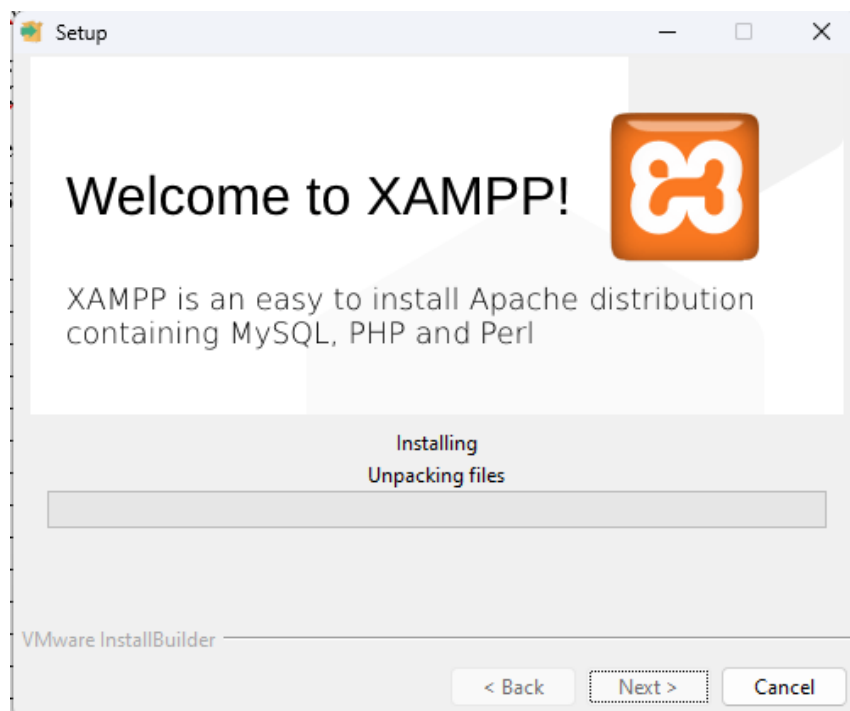 Setup
Welcome to XAMPP!
XAMPP is an easy to install Apache distribution
containing MySQL, PHP and Perl
Installing
Unpacking files
VMware InstallBuilder
< Back
Next >
Cancel